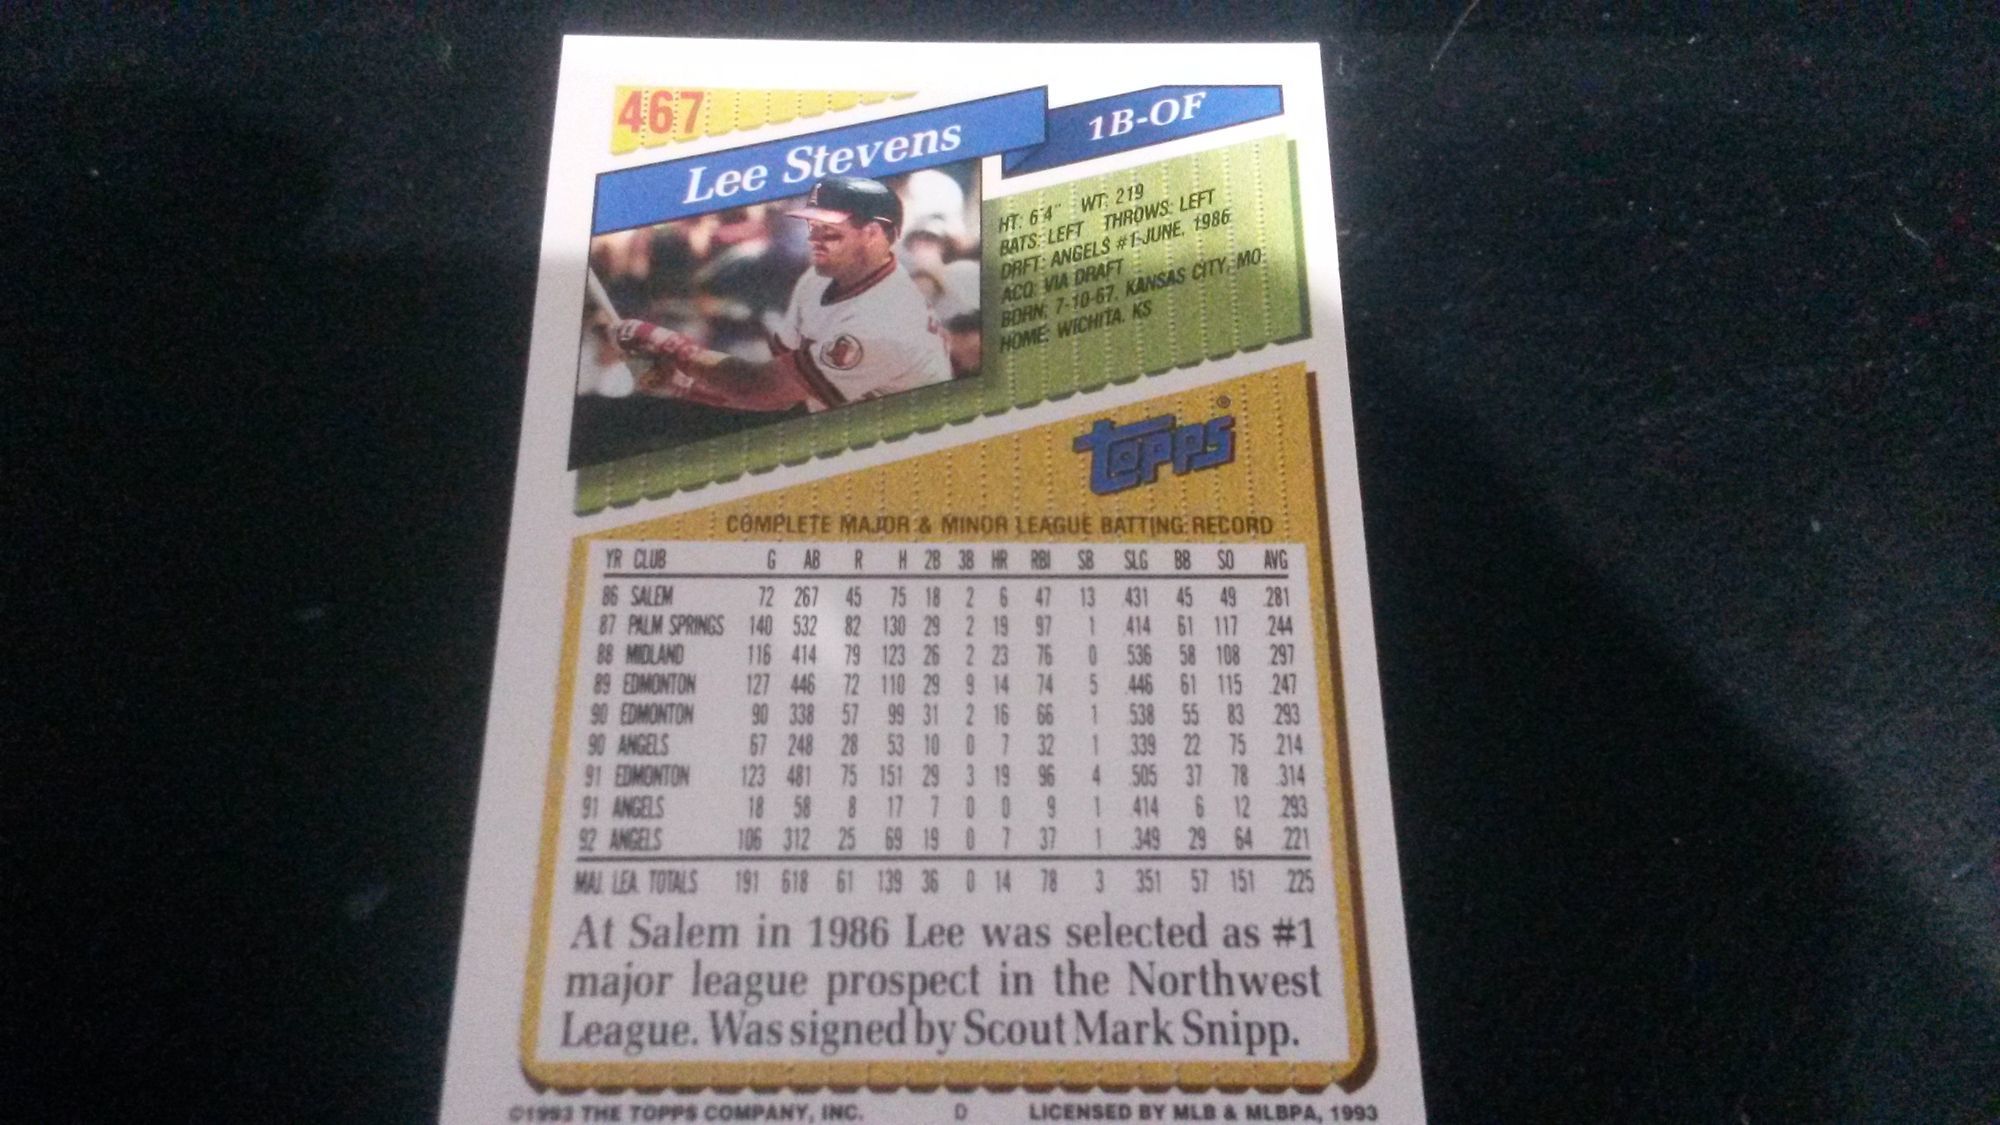 467
Lee Stevens
1B-OF
HT: 6'4" WT: 219
BATS: LEFT THROWS: LEFT
DRFT: ANGELS #1-JUNE, 1986
ACQ: VIA DRAFT
BORN: 7-10-67, KANSAS CITY, MO
HOME: WICHITA, KS
topps®
COMPLETE MAJOR & MINOR LEAGUE BATTING RECORD
YR CLUB G AB R H 2B 3B HR RBI SB SLG BB SO AVG
86 SALEM 72 267 45 75 18 2 6 47 13 .431 45 49 .281
87 PALM SPRINGS 140 532 82 130 29 2 19 97 1 .414 61 117 .244
88 MIDLAND 116 414 79 123 26 2 23 76 0 .536 58 108 .297
89 EDMONTON 127 446 72 110 29 9 14 74 5 .446 61 115 .247
90 EDMONTON 90 338 57 99 31 2 16 66 1 .538 55 83 .293
90 ANGELS 67 248 28 53 10 0 7 32 1 .339 22 75 .214
91 EDMONTON 123 481 75 151 29 3 19 96 4 .505 37 78 .314
91 ANGELS 18 58 8 17 7 0 0 9 1 .414 6 12 .293
92 ANGELS 106 312 25 69 19 0 7 37 1 .349 29 64 .221
MAJ. LEA. TOTALS 191 618 61 139 36 0 14 78 3 .351 57 151 .225
At Salem in 1986 Lee was selected as #1
major league prospect in the Northwest
League. Was signed by Scout Mark Snipp.
©1993 THE TOPPS COMPANY, INC. D LICENSED BY MLB & MLBPA, 1993